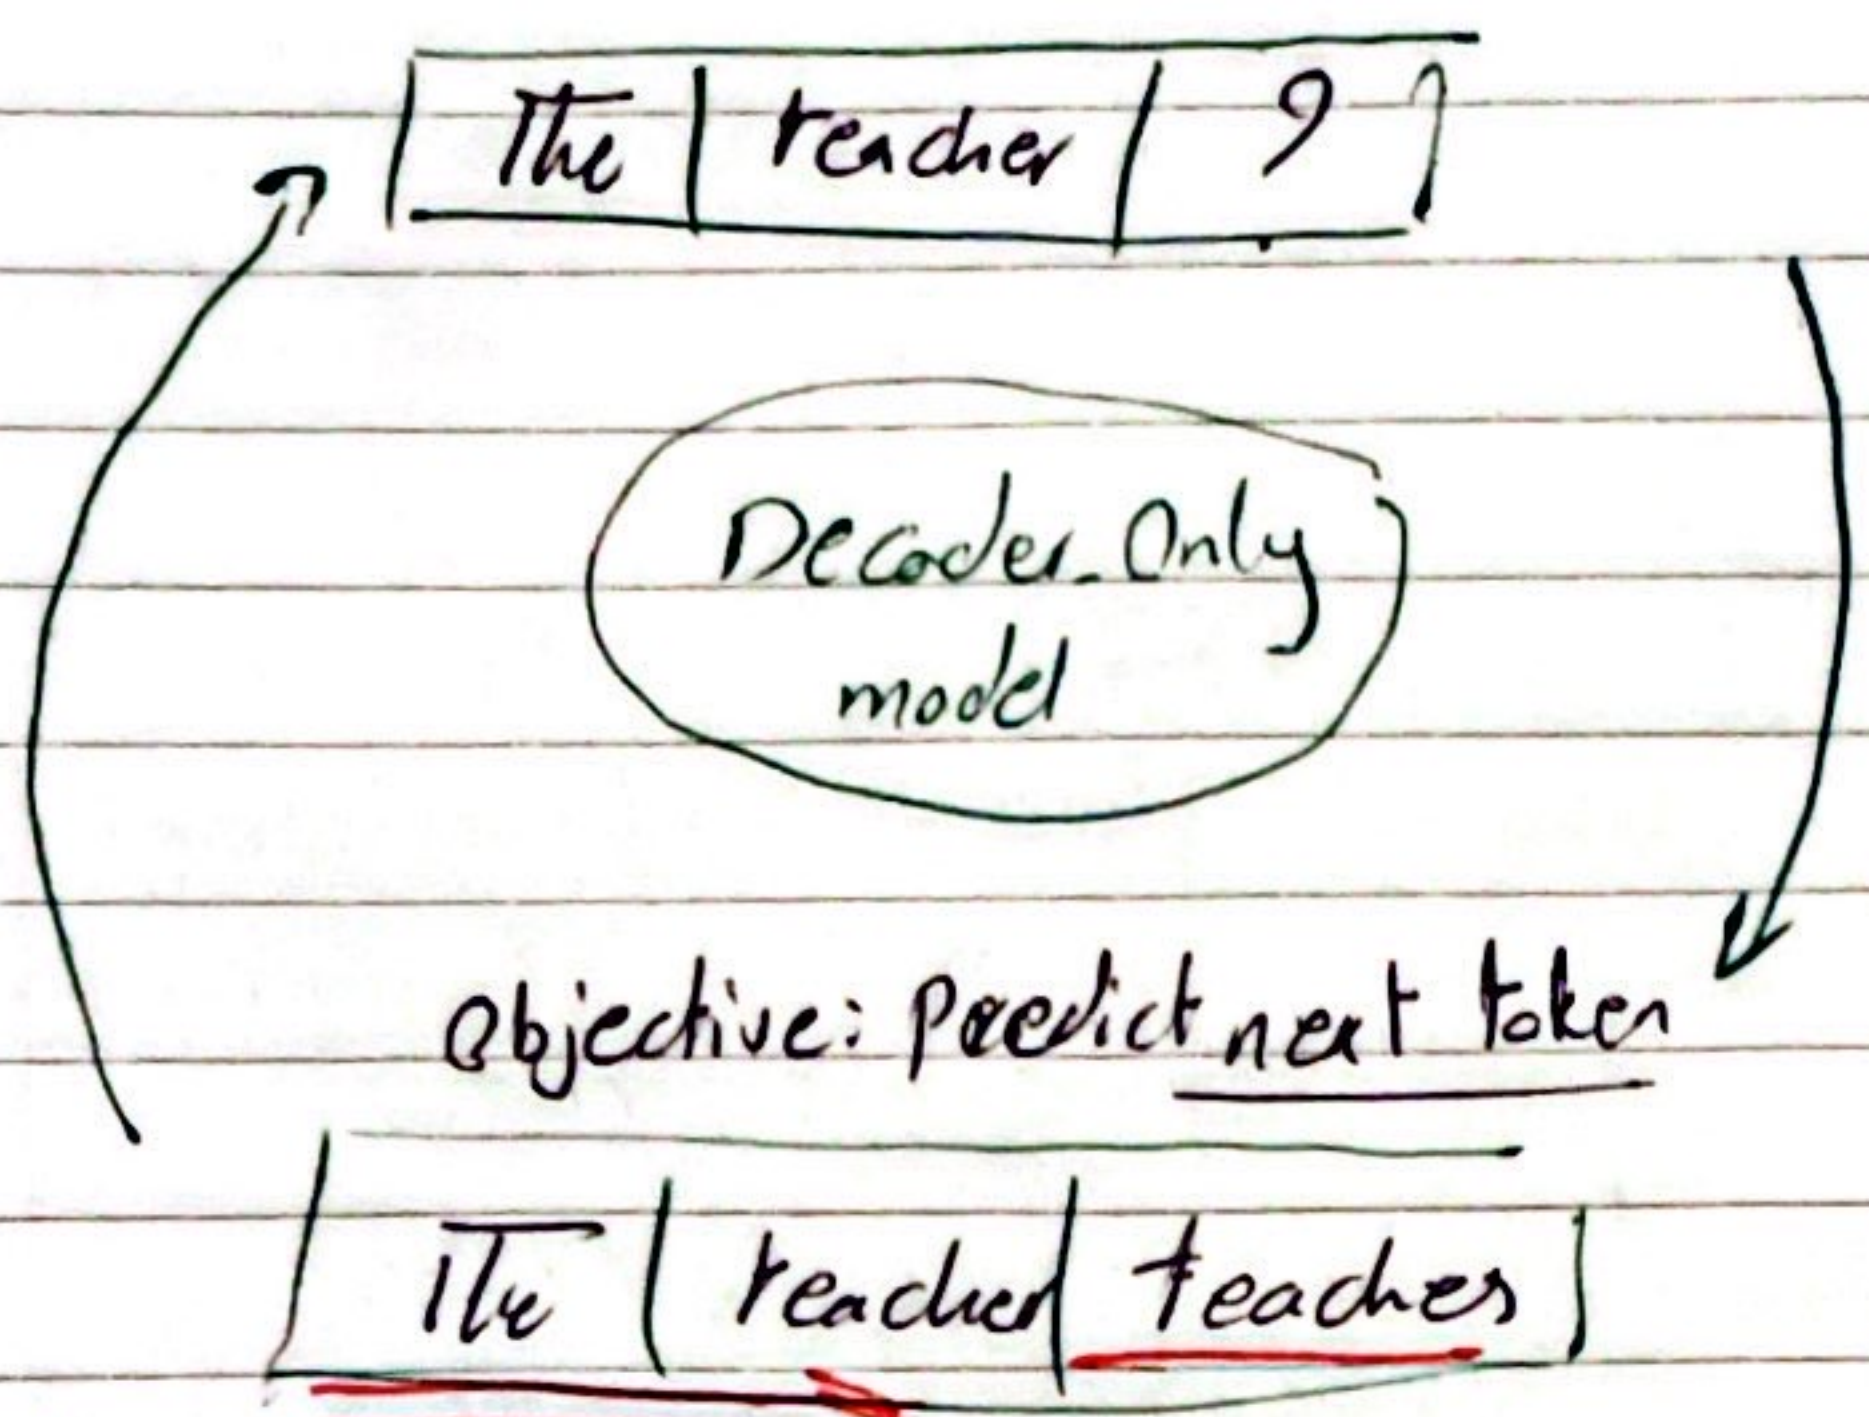 The teacher ?
Decoder-Only
model
Objective: Predict next token
The teacher teaches